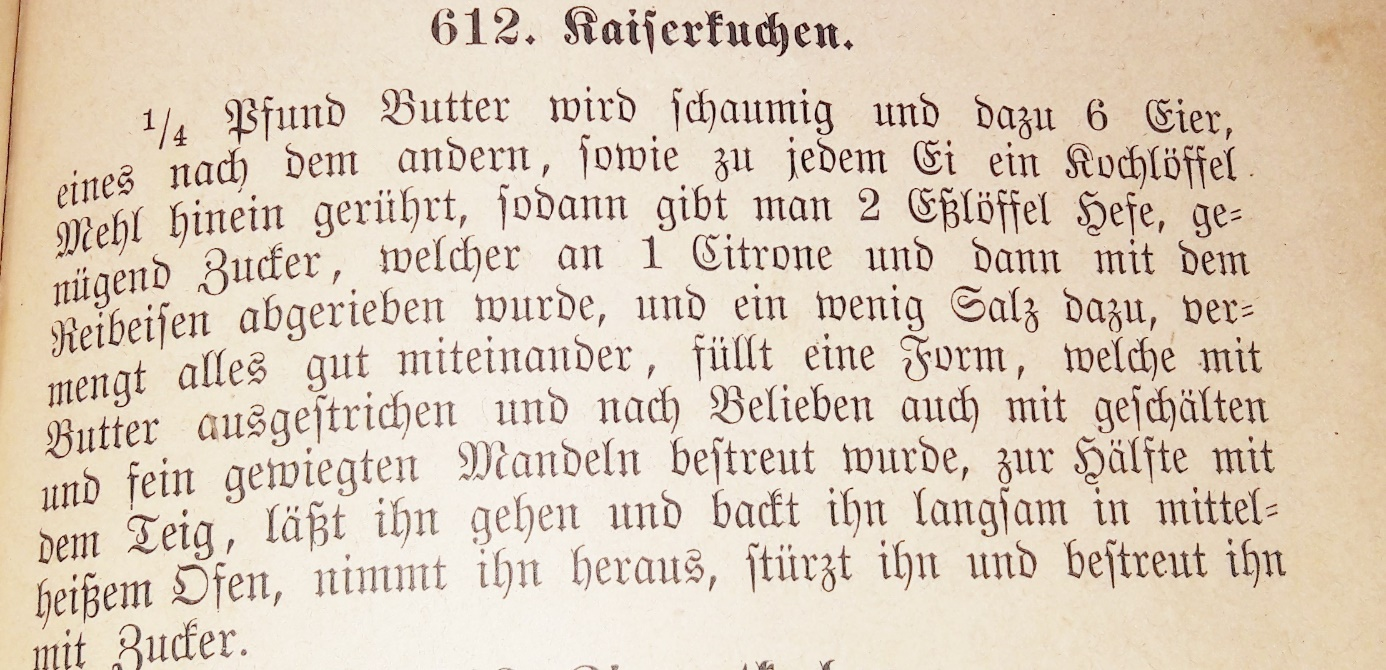 612. Kaiserkuchen.
1/4 Pfund Butter wird schaumig und dazu 6 Eier,
eines nach dem andern, sowie zu jedem Ei ein Kochlöffel
Mehl hinein gerührt, sodann gibt man 2 Eßlöffel Hefe, ge=
nügend Zucker, welcher an 1 Citrone und dann mit dem
Reibeisen abgerieben wurde, und ein wenig Salz dazu, ver=
mengt alles gut miteinander, füllt eine Form, welche mit
Butter ausgestrichen und nach Belieben auch mit geschälten
und fein gewiegten Mandeln bestreut wurde, zur Hälfte mit
dem Teig, läßt ihn gehen und backt ihn langsam in mittel=
heißem Ofen, nimmt ihn heraus, stürzt ihn und bestreut ihn
mit Zucker.